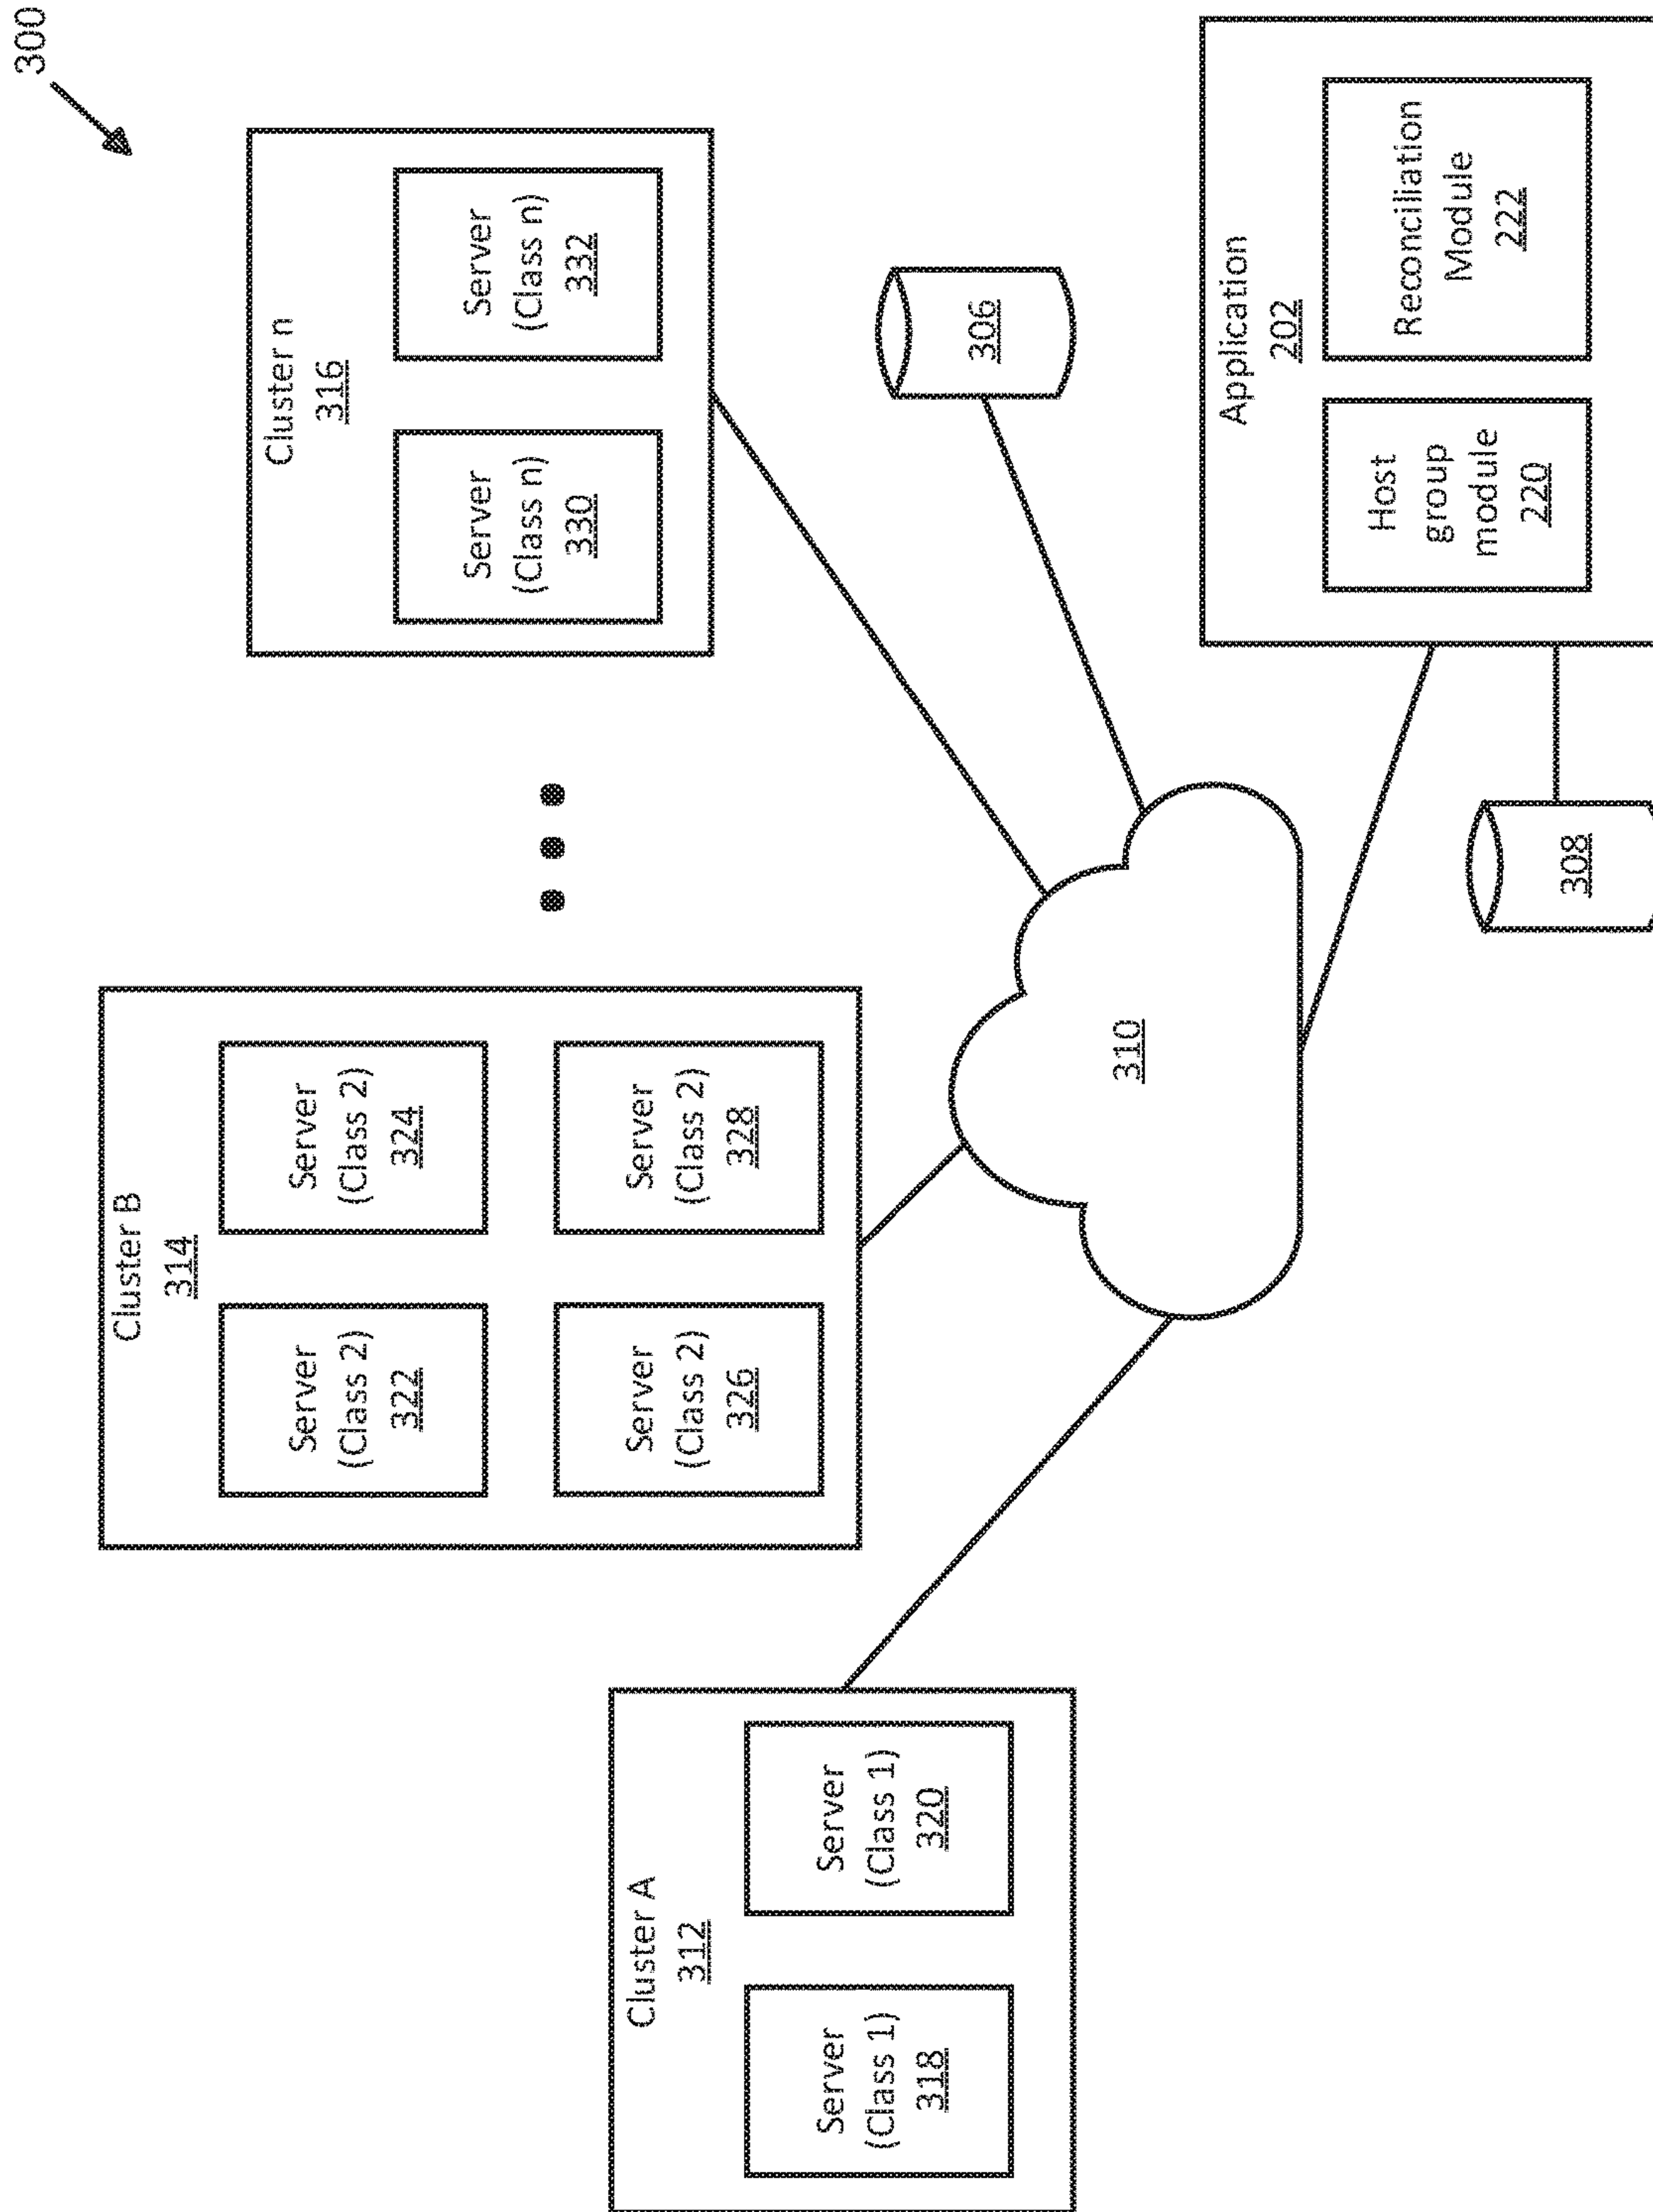 300
Cluster A
312
Server
(Class 1)
318
Server
(Class 1)
320
Cluster B
314
Server
(Class 2)
322
Server
(Class 2)
324
Server
(Class 2)
326
Server
(Class 2)
328
Cluster n
316
Server
(Class n)
330
Server
(Class n)
332
306
310
308
Application
202
Host
group
module
220
Reconciliation
Module
222